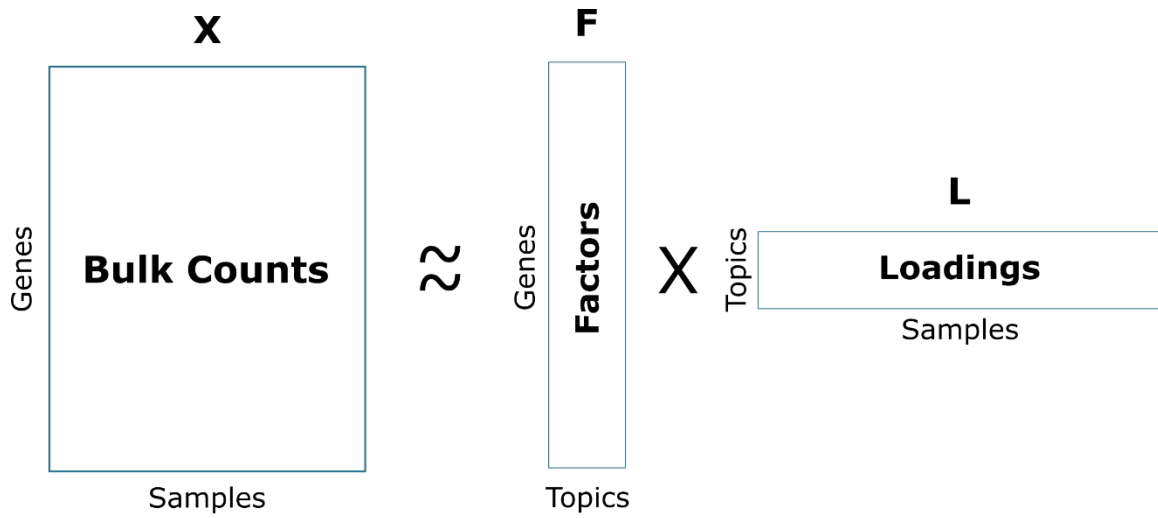 X
Genes
Bulk Counts
Samples
≈
F
Genes
Factors
Topics
X
L
Topics
Loadings
Samples